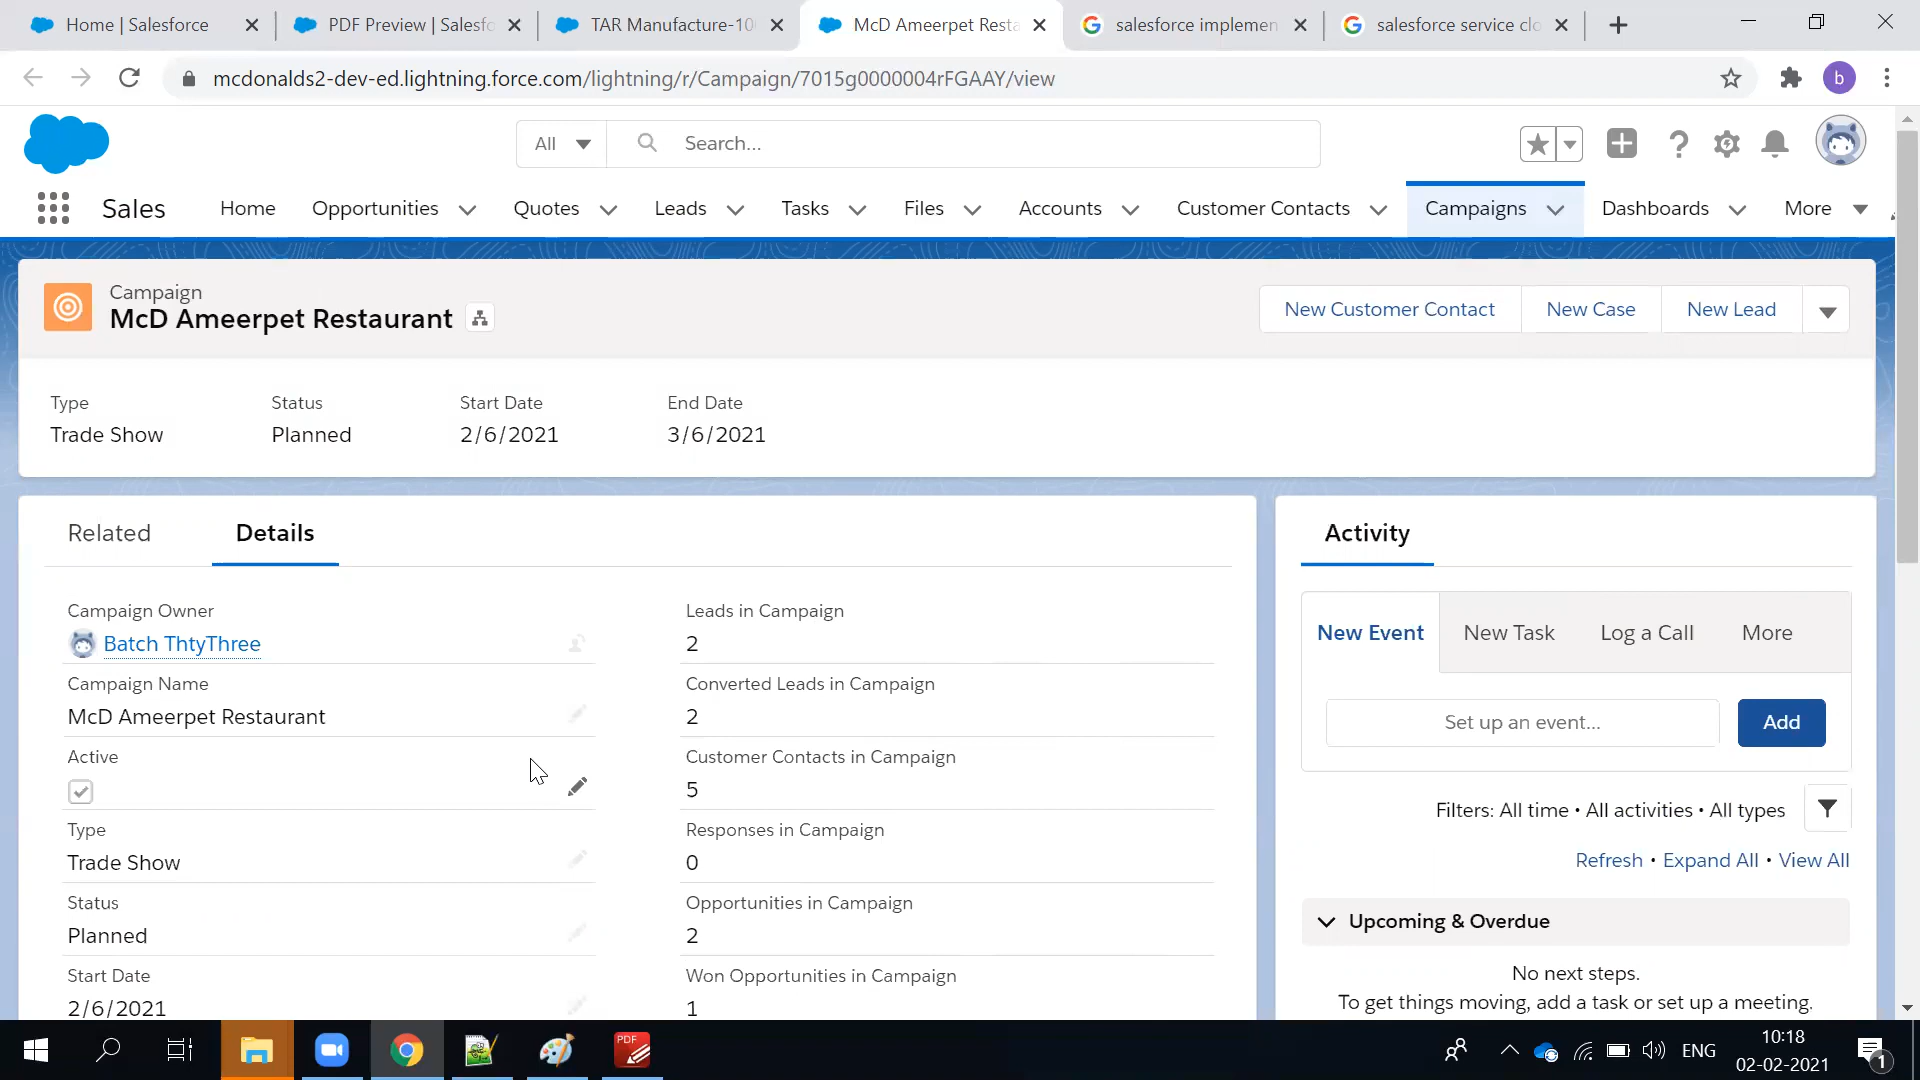 Home | Salesforce
PDF Preview | Salesfo
TAR Manufacture-10
McD Ameerpet Resta
salesforce implemen
salesforce service clo
mcdonalds2-dev-ed.lightning.force.com/lightning/r/Campaign/7015g0000004rFGAAY/view
b
All
Search...
Sales
Home
Opportunities
Quotes
Leads
Tasks
Files
Accounts
Customer Contacts
Campaigns
Dashboards
More
Campaign
McD Ameerpet Restaurant
New Customer Contact
New Case
New Lead
Type
Status
Start Date
End Date
Trade Show
Planned
2/6/2021
3/6/2021
Related
Details
Campaign Owner
Batch ThtyThree
Campaign Name
McD Ameerpet Restaurant
Active
Type
Trade Show
Status
Planned
Start Date
2/6/2021
Leads in Campaign
2
Converted Leads in Campaign
2
Customer Contacts in Campaign
5
Responses in Campaign
0
Opportunities in Campaign
2
Won Opportunities in Campaign
1
Activity
New Event
New Task
Log a Call
More
Set up an event...
Add
Filters: All time • All activities • All types
Refresh • Expand All • View All
Upcoming & Overdue
No next steps.
To get things moving, add a task or set up a meeting.
PDF
ENG
10:18
02-02-2021
1